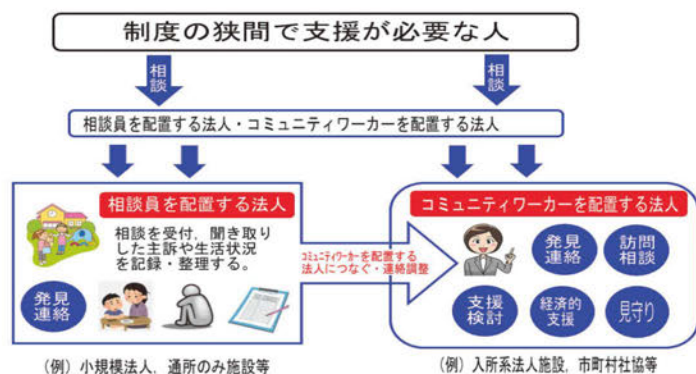 制度の狭間で支援が必要な人
相談
相談
相談員を配置する法人・コミュニティワーカーを配置する法人
相談員を配置する法人
相談を受付，聞き取り
した主訴や生活状況
を記録・整理する。
発見
連絡
(例) 小規模法人，通所のみ施設等
コミュニティワーカーを配置する
法人につなぐ・連絡調整
コミュニティワーカーを配置する法人
発見
連絡
訪問
相談
支援
検討
経済的
支援
見守り
(例) 入所系法人施設，市町村社協等